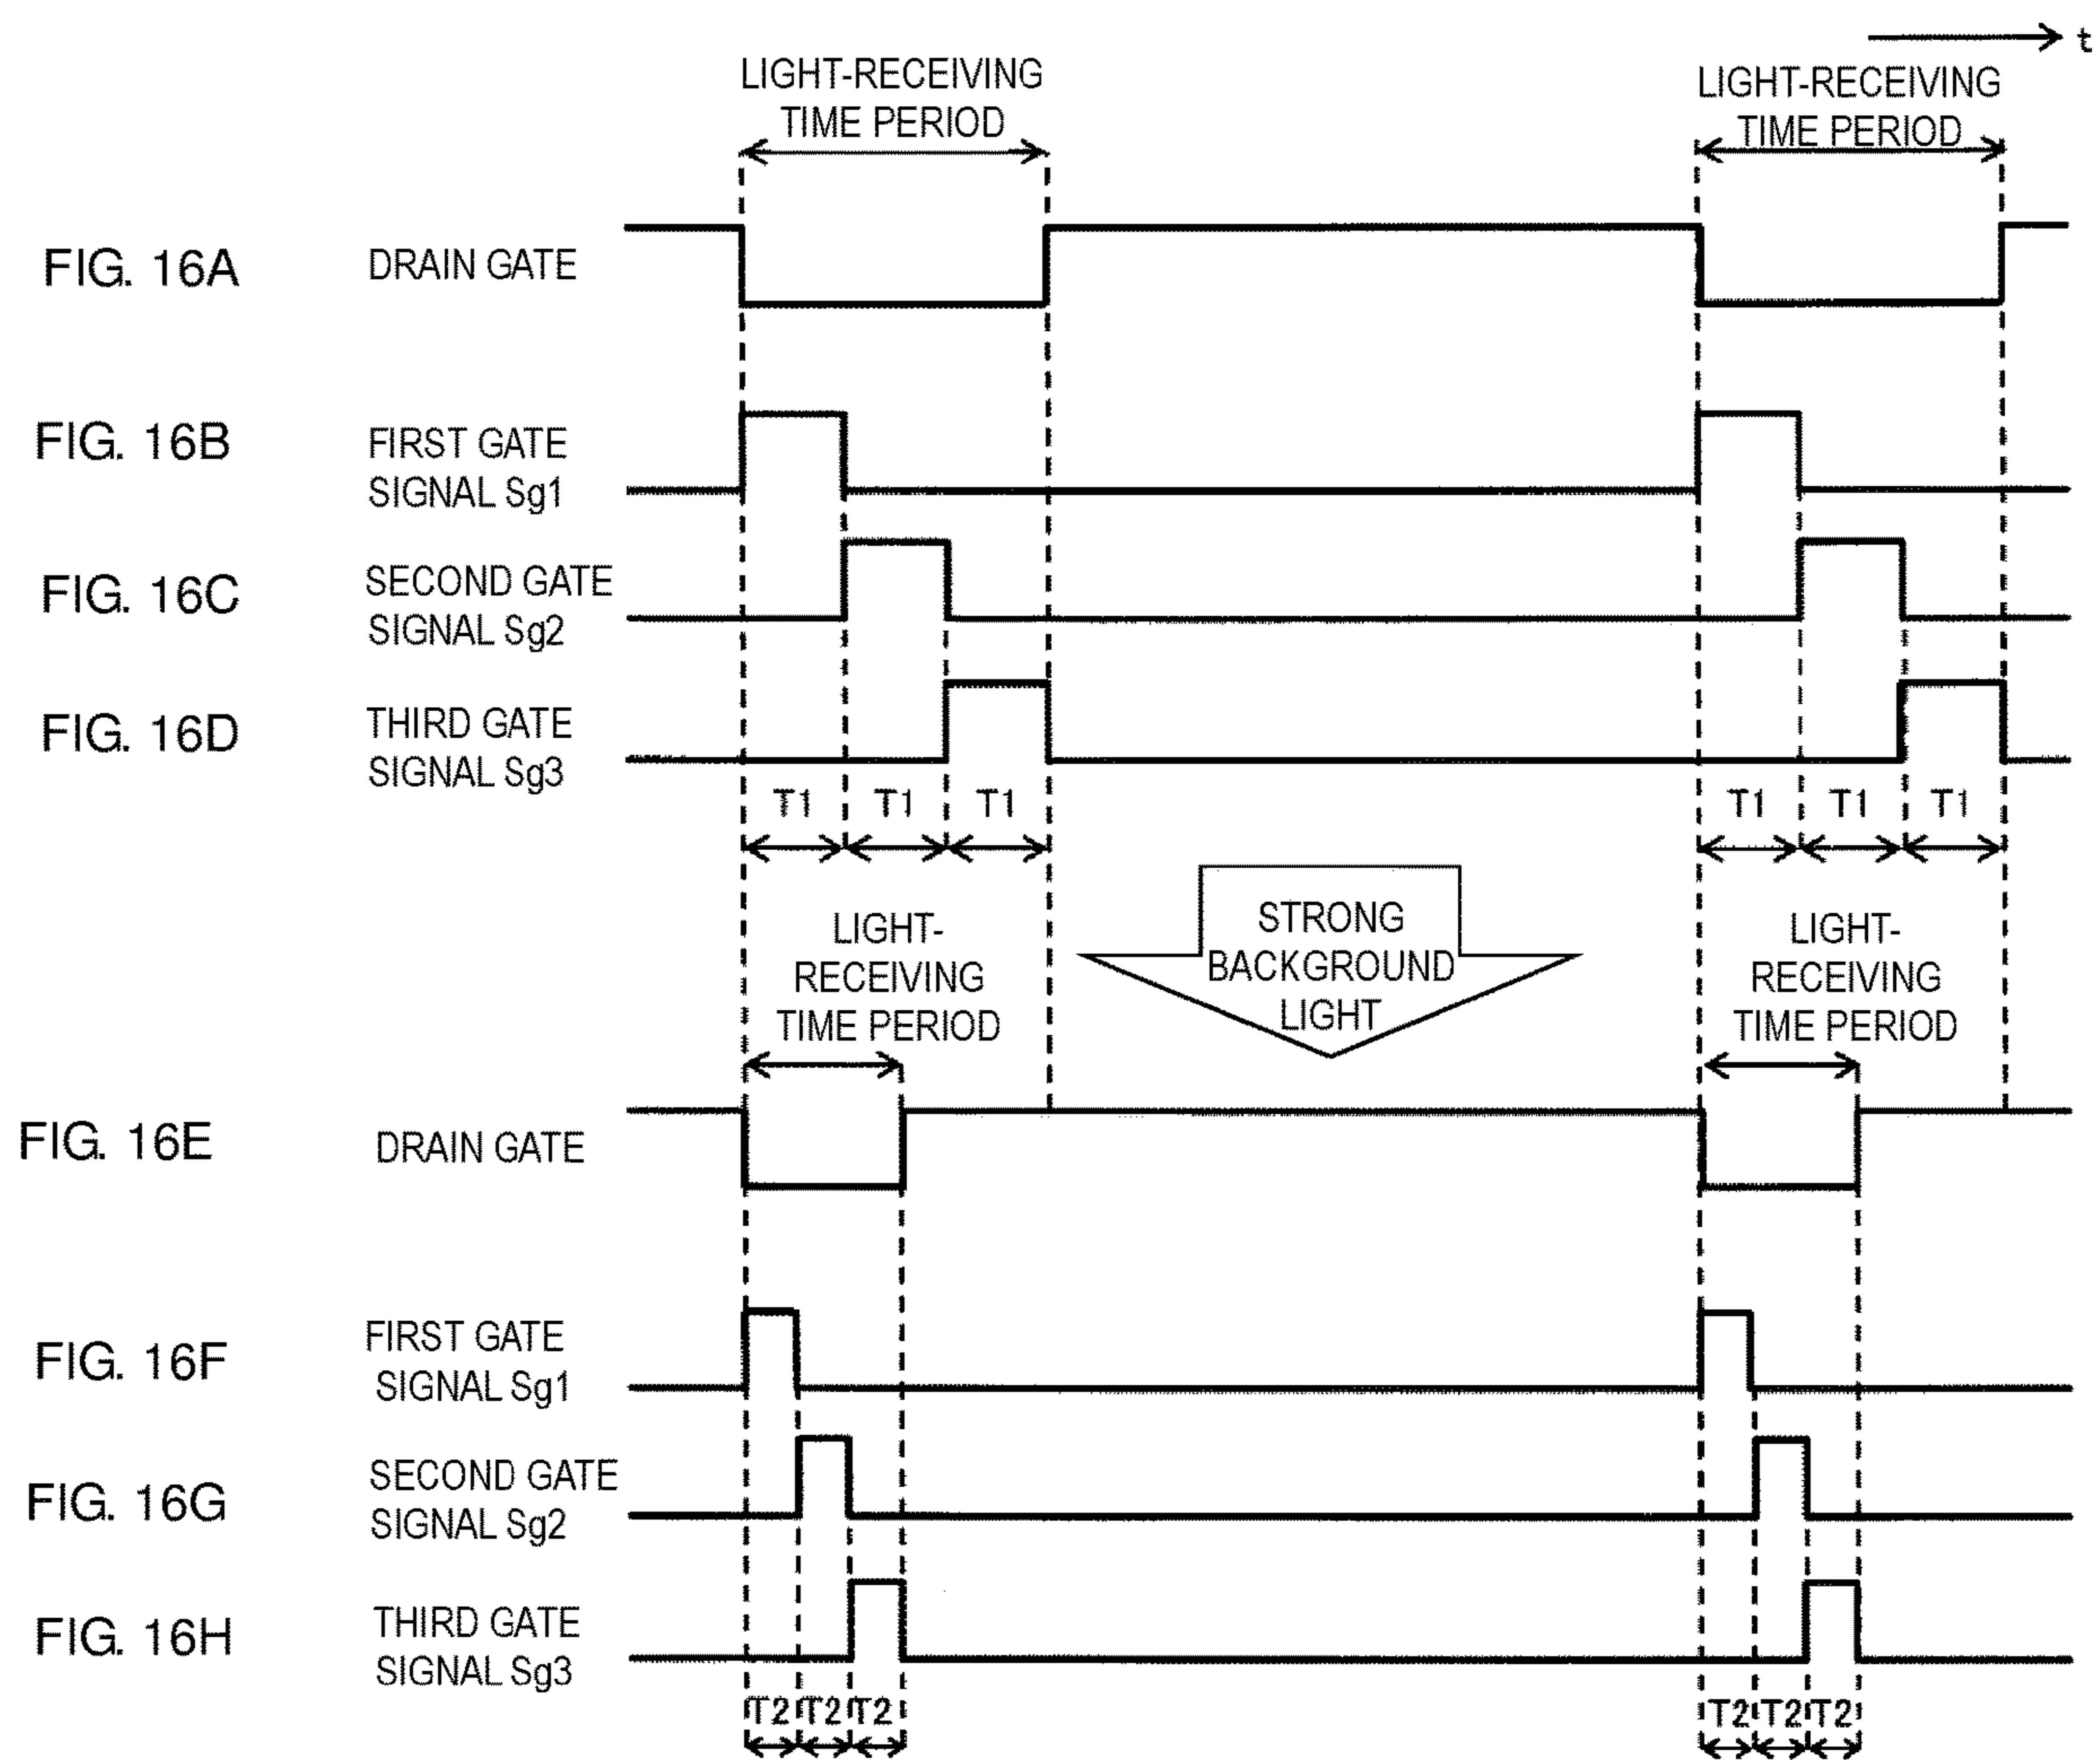 t
LIGHT-RECEIVING
TIME PERIOD
LIGHT-RECEIVING
TIME PERIOD
FIG. 16A
DRAIN GATE
FIG. 16B
FIRST GATE
SIGNAL Sg1
FIG. 16C
SECOND GATE
SIGNAL Sg2
FIG. 16D
THIRD GATE
SIGNAL Sg3
T1 T1 T1
T1 T1 T1
LIGHT-
RECEIVING
TIME PERIOD
STRONG
BACKGROUND
LIGHT
LIGHT-
RECEIVING
TIME PERIOD
FIG. 16E
DRAIN GATE
FIG. 16F
FIRST GATE
SIGNAL Sg1
FIG. 16G
SECOND GATE
SIGNAL Sg2
FIG. 16H
THIRD GATE
SIGNAL Sg3
T2 T2 T2
T2 T2 T2